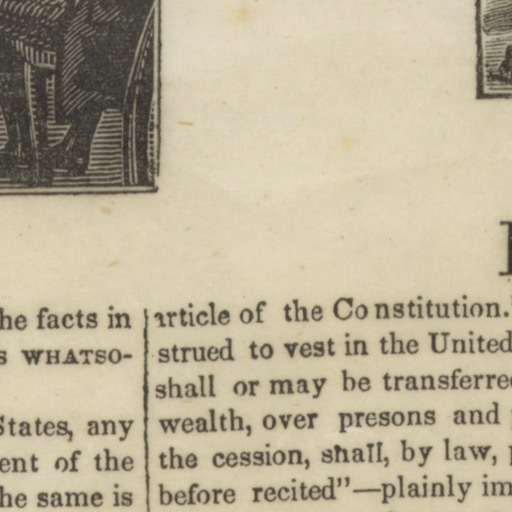 he facts in
s WHATSO-
States, any
ent of the
he same is
article of the Constitution.
strued to vest in the United
shall or may be transferre
wealth, over presons and
the cession, shall, by law,
before recited"—plainly im